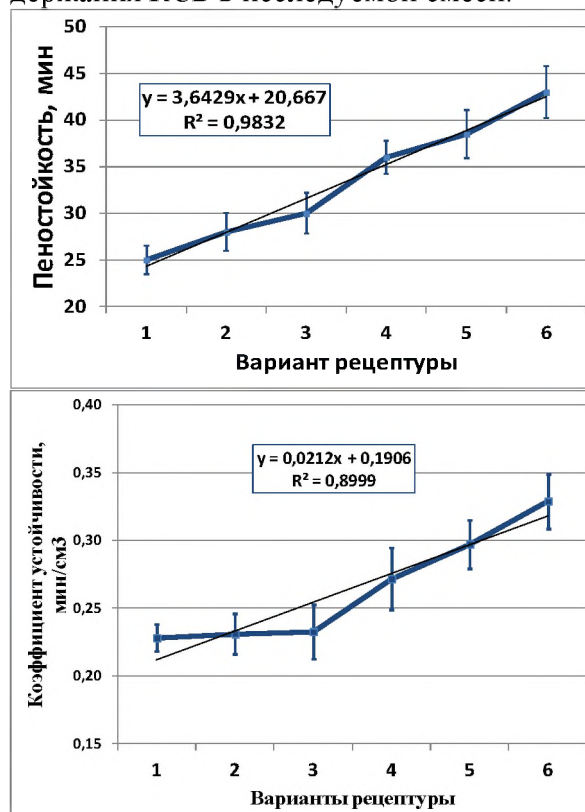 Пеностойкость, мин
50
45
40
35
30
25
20
y = 3,6429x + 20,667
R² = 0,9832
1 2 3 4 5 6
Вариант рецептуры
Коэффициент устойчивости,
мин/см3
0,40
0,35
0,30
0,25
0,20
0,15
y = 0,0212x + 0,1906
R² = 0,8999
1 2 3 4 5 6
Варианты рецептуры